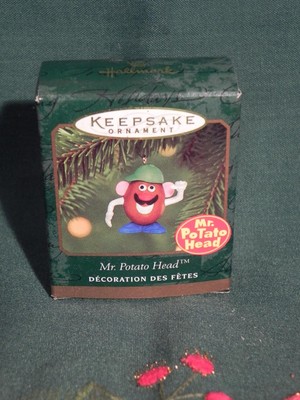 Hallmark
KEEPSAKE
ORNAMENT
Mr.
PoTaTo
Head
Mr. Potato Head™
DÉCORATION DES FÊTES